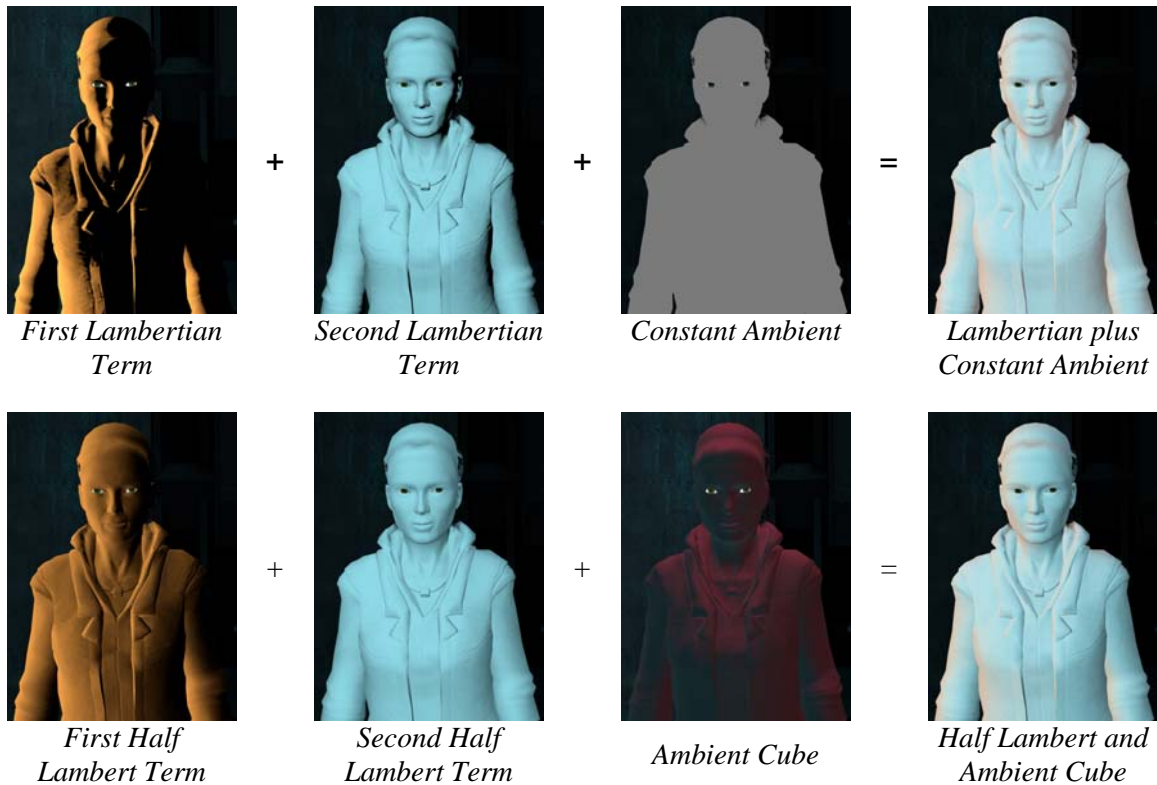 + + =
First Lambertian
Term
Second Lambertian
Term
Constant Ambient
Lambertian plus
Constant Ambient
+ + =
First Half
Lambert Term
Second Half
Lambert Term
Ambient Cube
Half Lambert and
Ambient Cube